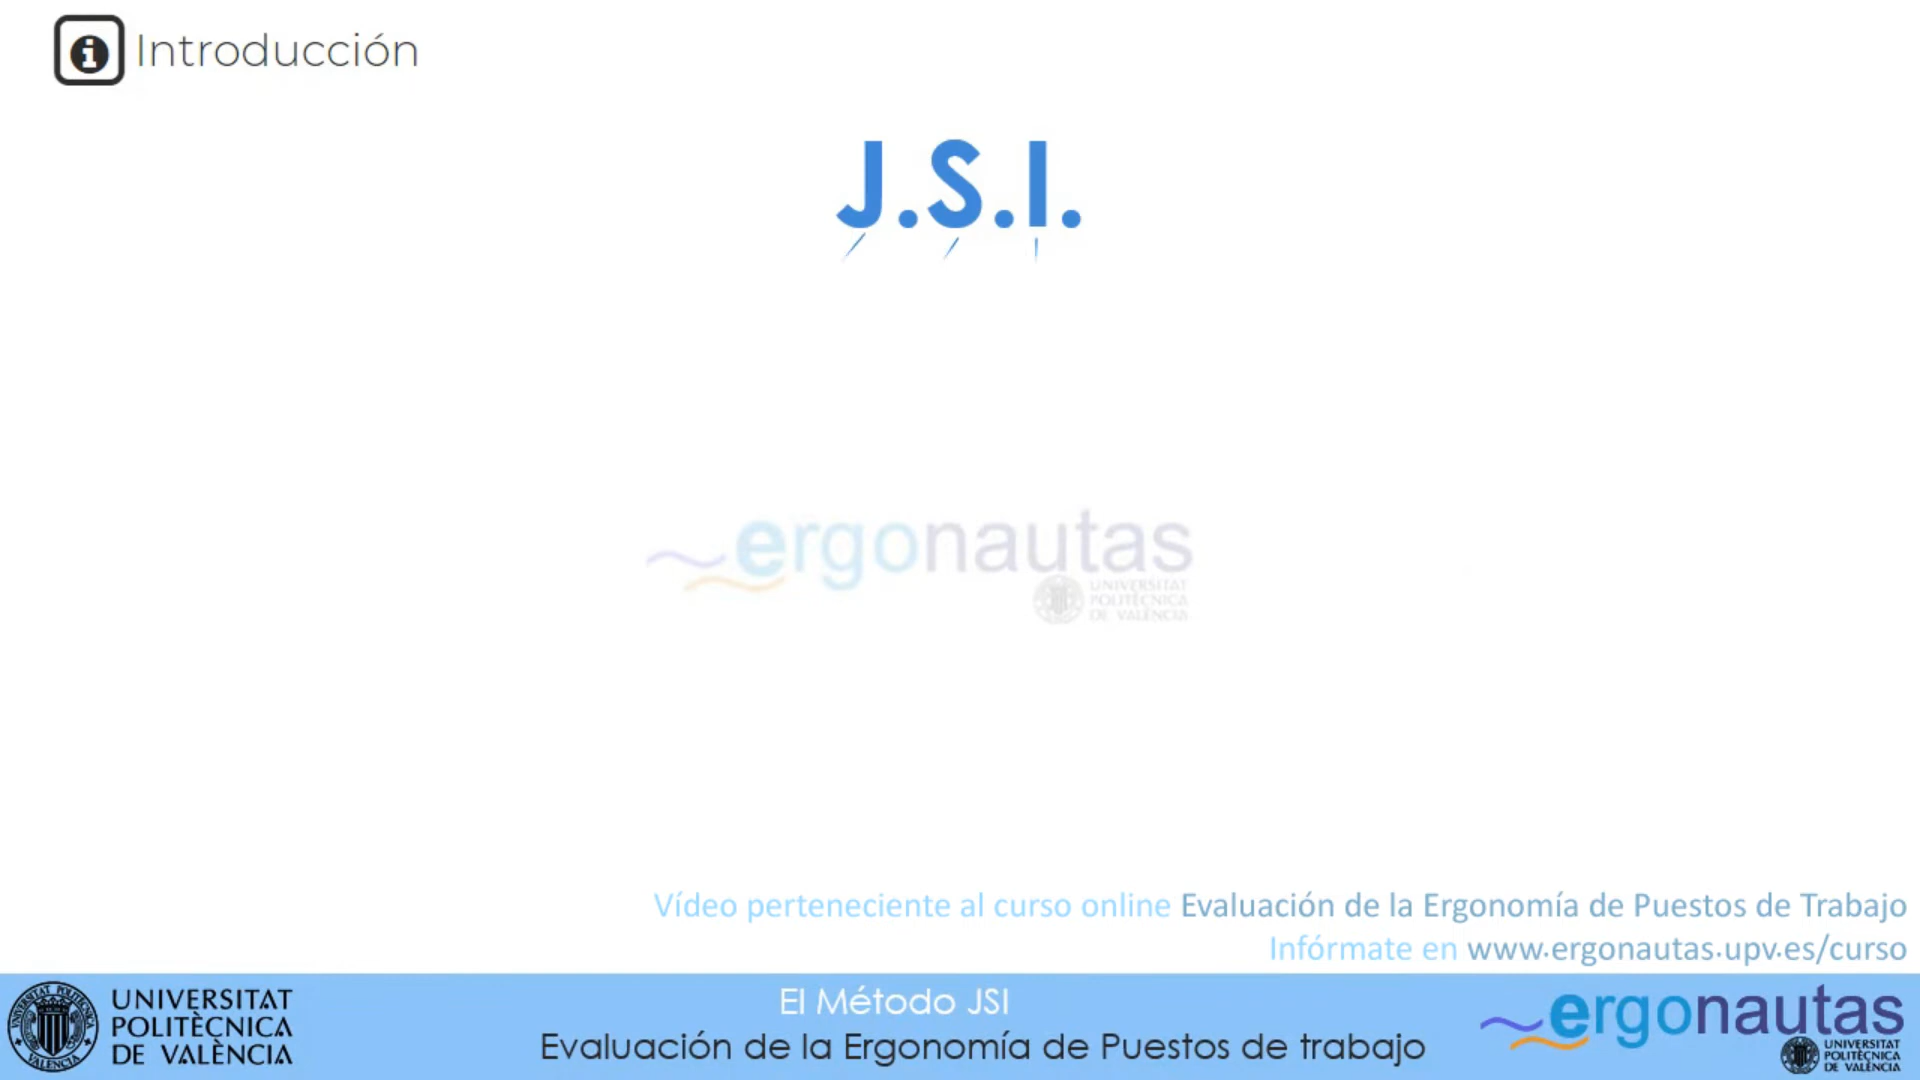 Introducción
J.S.I.
ergonautas
UNIVERSITAT
POLITÈCNICA
DE VALÈNCIA
Vídeo perteneciente al curso online Evaluación de la Ergonomía de Puestos de Trabajo
Infórmate en www.ergonautas.upv.es/curso
UNIVERSITAT
POLITÈCNICA
DE VALÈNCIA
El Método JSI
Evaluación de la Ergonomía de Puestos de trabajo
ergonautas
UNIVERSITAT
POLITÈCNICA
DE VALÈNCIA